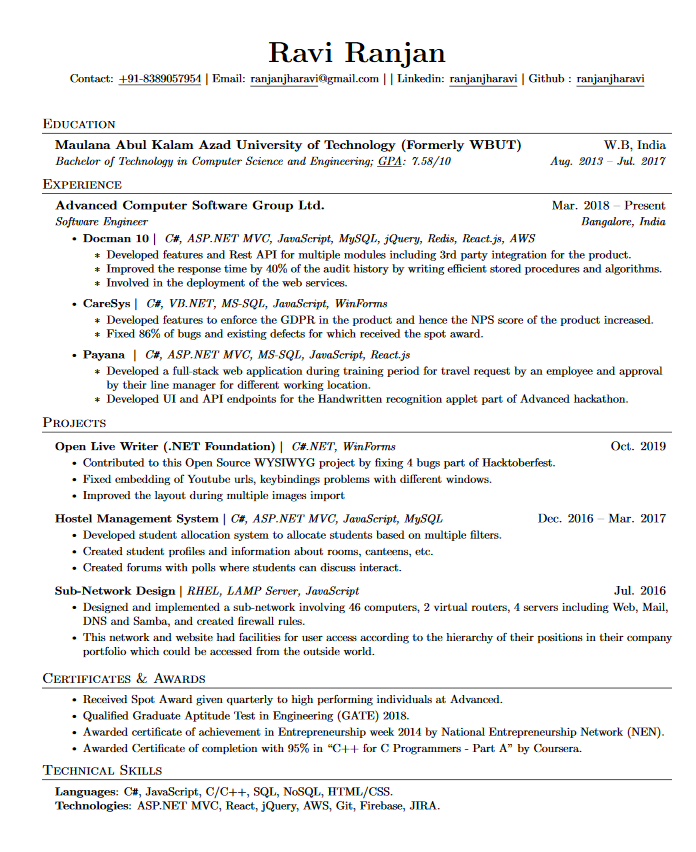 Ravi Ranjan
Contact: +91-8389057954 | Email: ranjanjharavi@gmail.com | | Linkedin: ranjanjharavi | Github : ranjanjharavi
Education
Maulana Abul Kalam Azad University of Technology (Formerly WBUT) W.B, India
Bachelor of Technology in Computer Science and Engineering; GPA: 7.58/10 Aug. 2013 – Jul. 2017
Experience
Advanced Computer Software Group Ltd. Mar. 2018 – Present
Software Engineer Bangalore, India
• Docman 10 | C#, ASP.NET MVC, JavaScript, MySQL, jQuery, Redis, React.js, AWS
∗ Developed features and Rest API for multiple modules including 3rd party integration for the product.
∗ Improved the response time by 40% of the audit history by writing efficient stored procedures and algorithms.
∗ Involved in the deployment of the web services.
• CareSys | C#, VB.NET, MS-SQL, JavaScript, WinForms
∗ Developed features to enforce the GDPR in the product and hence the NPS score of the product increased.
∗ Fixed 86% of bugs and existing defects for which received the spot award.
• Payana | C#, ASP.NET MVC, MS-SQL, JavaScript, React.js
∗ Developed a full-stack web application during training period for travel request by an employee and approval
by their line manager for different working location.
∗ Developed UI and API endpoints for the Handwritten recognition applet part of Advanced hackathon.
Projects
Open Live Writer (.NET Foundation) | C#.NET, WinForms Oct. 2019
• Contributed to this Open Source WYSIWYG project by fixing 4 bugs part of Hacktoberfest.
• Fixed embedding of Youtube urls, keybindings problems with different windows.
• Improved the layout during multiple images import
Hostel Management System | C#, ASP.NET MVC, JavaScript, MySQL Dec. 2016 – Mar. 2017
• Developed student allocation system to allocate students based on multiple filters.
• Created student profiles and information about rooms, canteens, etc.
• Created forums with polls where students can discuss interact.
Sub-Network Design | RHEL, LAMP Server, JavaScript Jul. 2016
• Designed and implemented a sub-network involving 46 computers, 2 virtual routers, 4 servers including Web, Mail,
DNS and Samba, and created firewall rules.
• This network and website had facilities for user access according to the hierarchy of their positions in their company
portfolio which could be accessed from the outside world.
Certificates & Awards
• Received Spot Award given quarterly to high performing individuals at Advanced.
• Qualified Graduate Aptitude Test in Engineering (GATE) 2018.
• Awarded certificate of achievement in Entrepreneurship week 2014 by National Entrepreneurship Network (NEN).
• Awarded Certificate of completion with 95% in “C++ for C Programmers - Part A” by Coursera.
Technical Skills
Languages: C#, JavaScript, C/C++, SQL, NoSQL, HTML/CSS.
Technologies: ASP.NET MVC, React, jQuery, AWS, Git, Firebase, JIRA.